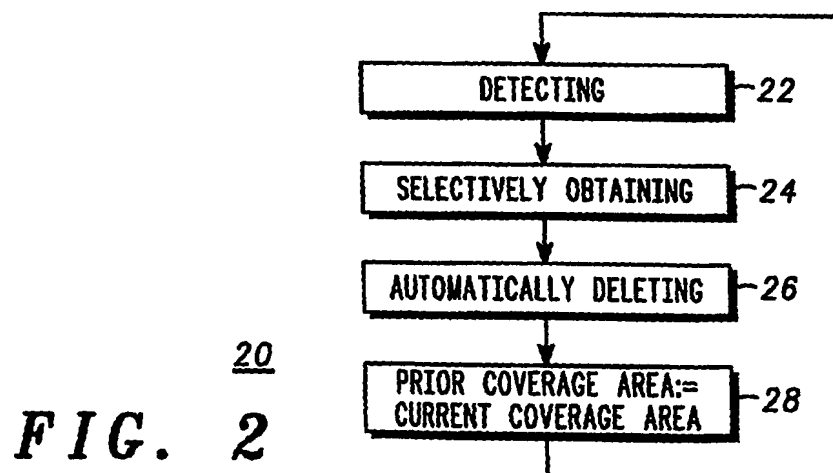 DETECTING 22
SELECTIVELY OBTAINING 24
AUTOMATICALLY DELETING 26
20
PRIOR COVERAGE AREA:=
CURRENT COVERAGE AREA 28
FIG. 2